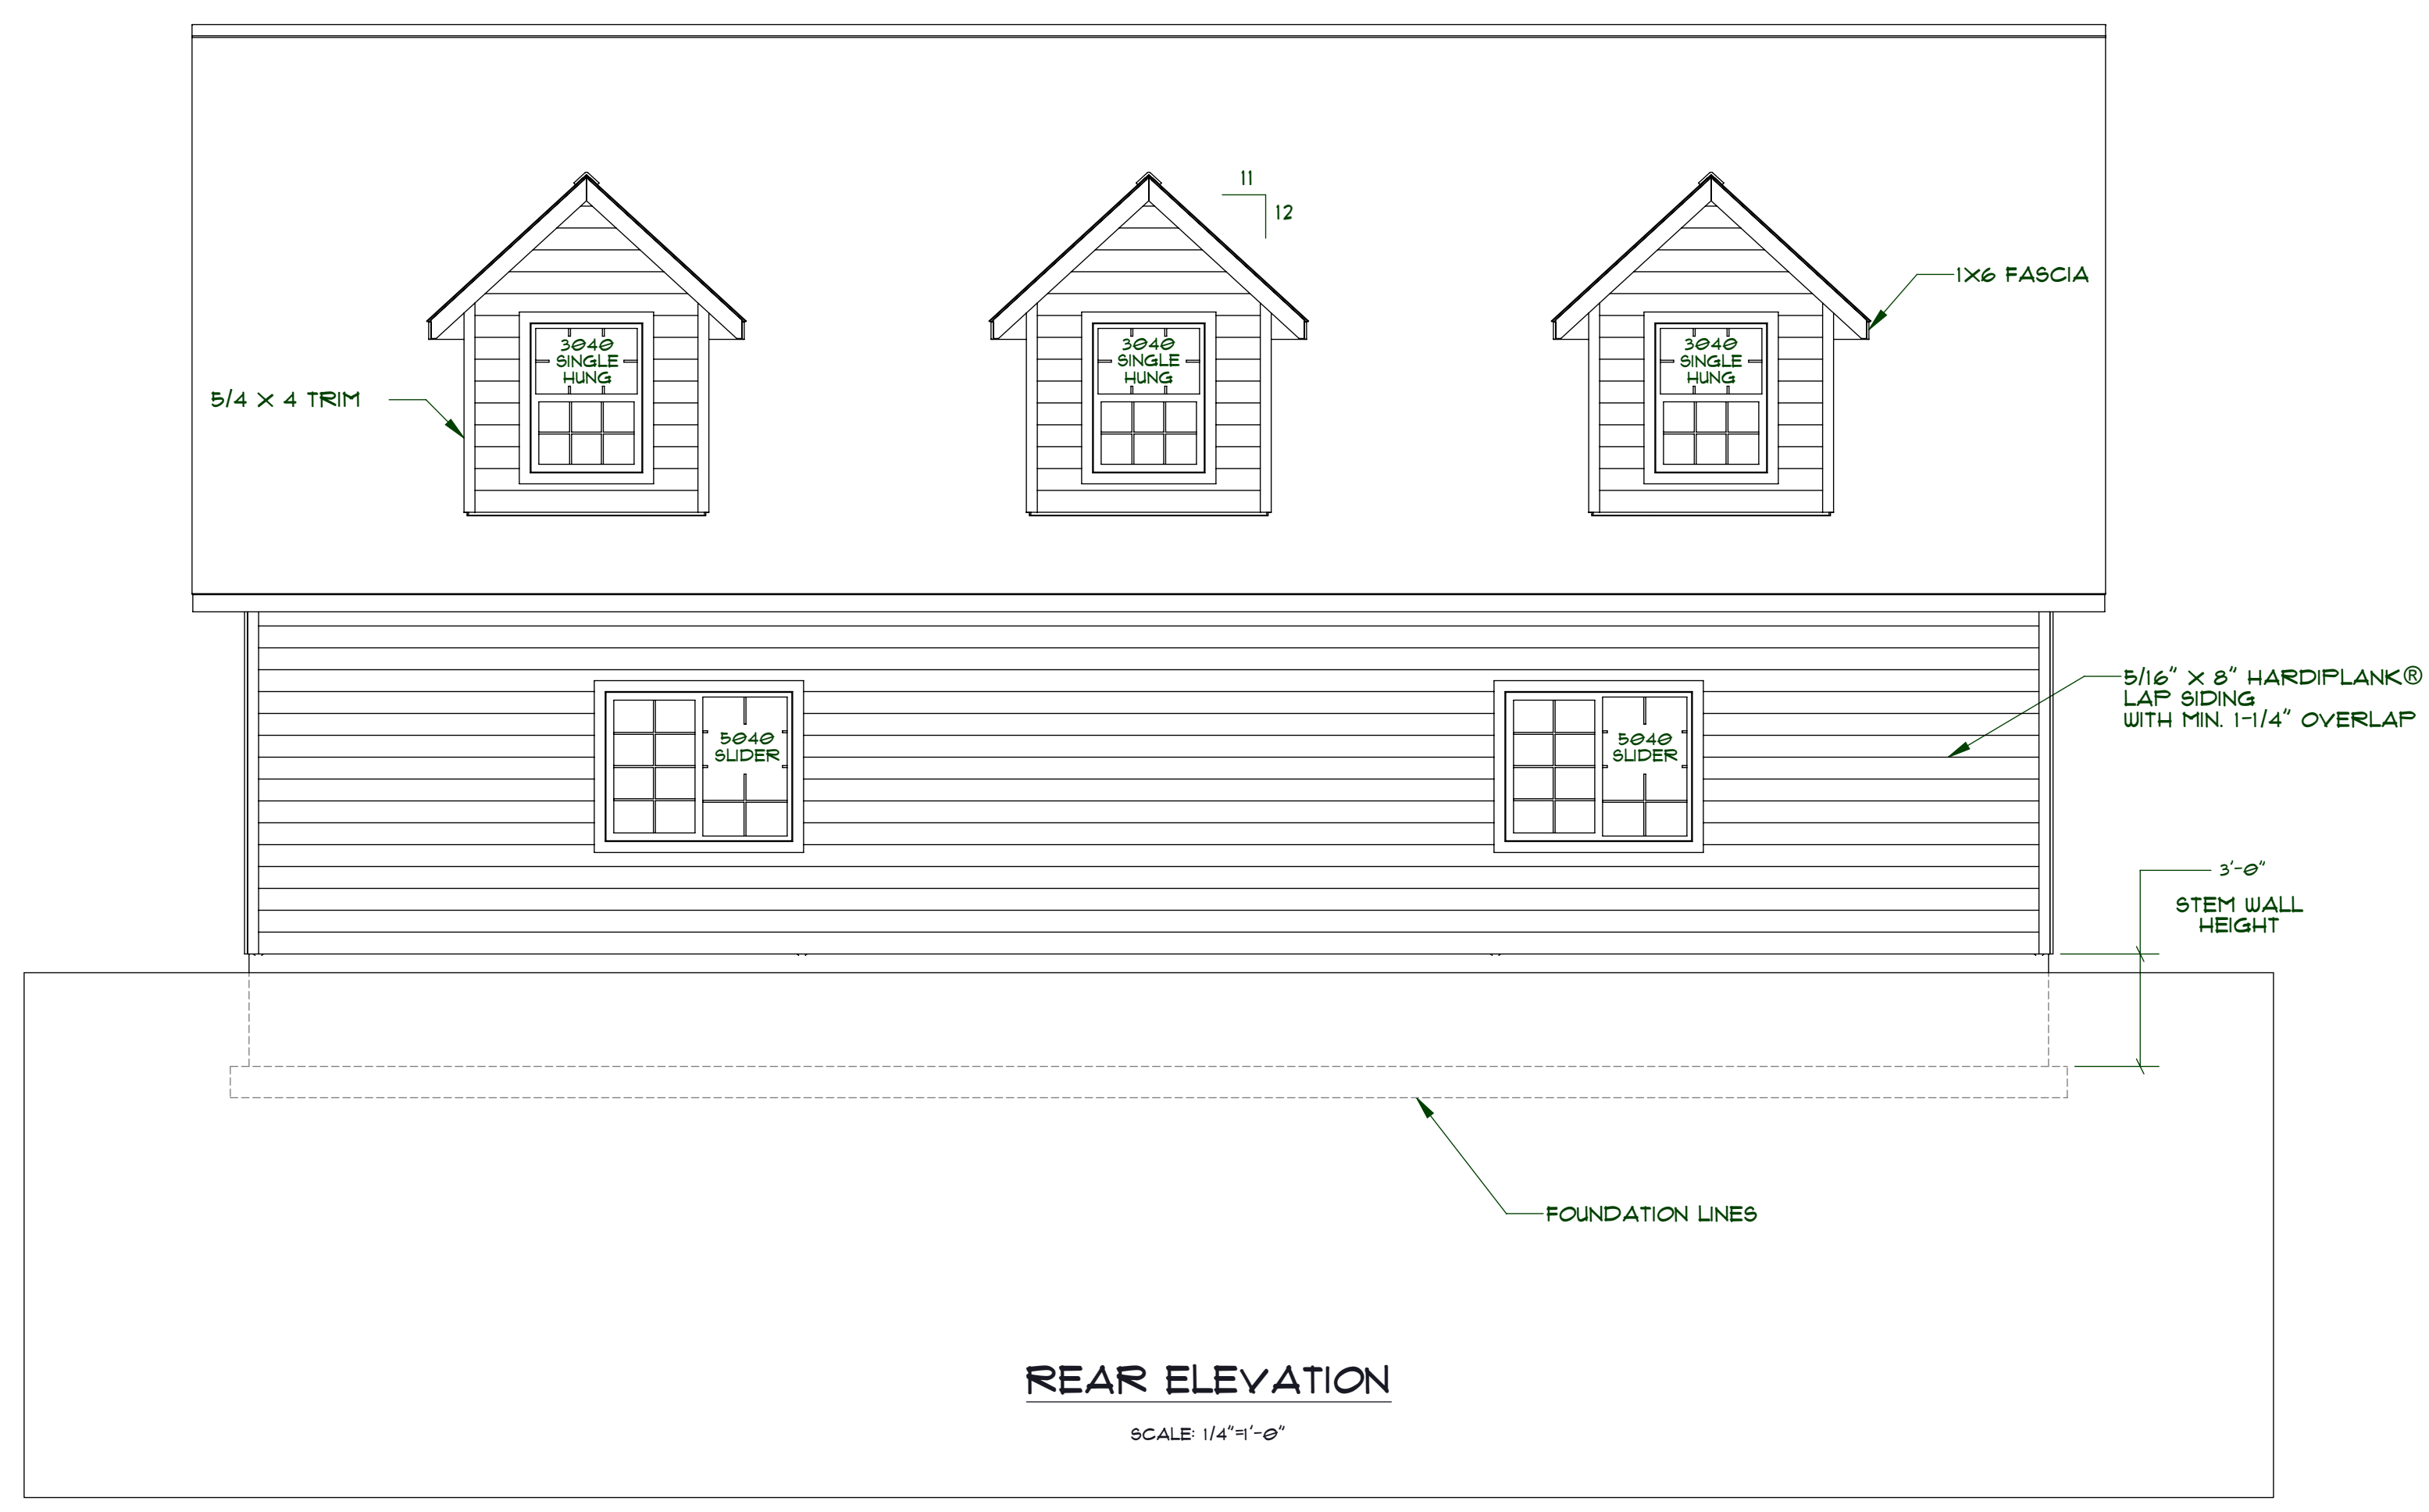 11
12
1X6 FASCIA
3040
SINGLE
HUNG
3040
SINGLE
HUNG
3040
SINGLE
HUNG
5/4 X 4 TRIM
5/16" X 8" HARDIPLANK®
LAP SIDING
WITH MIN. 1-1/4" OVERLAP
5040
SLIDER
5040
SLIDER
3'-0"
STEM WALL
HEIGHT
FOUNDATION LINES
REAR ELEVATION
SCALE: 1/4"=1'-0"